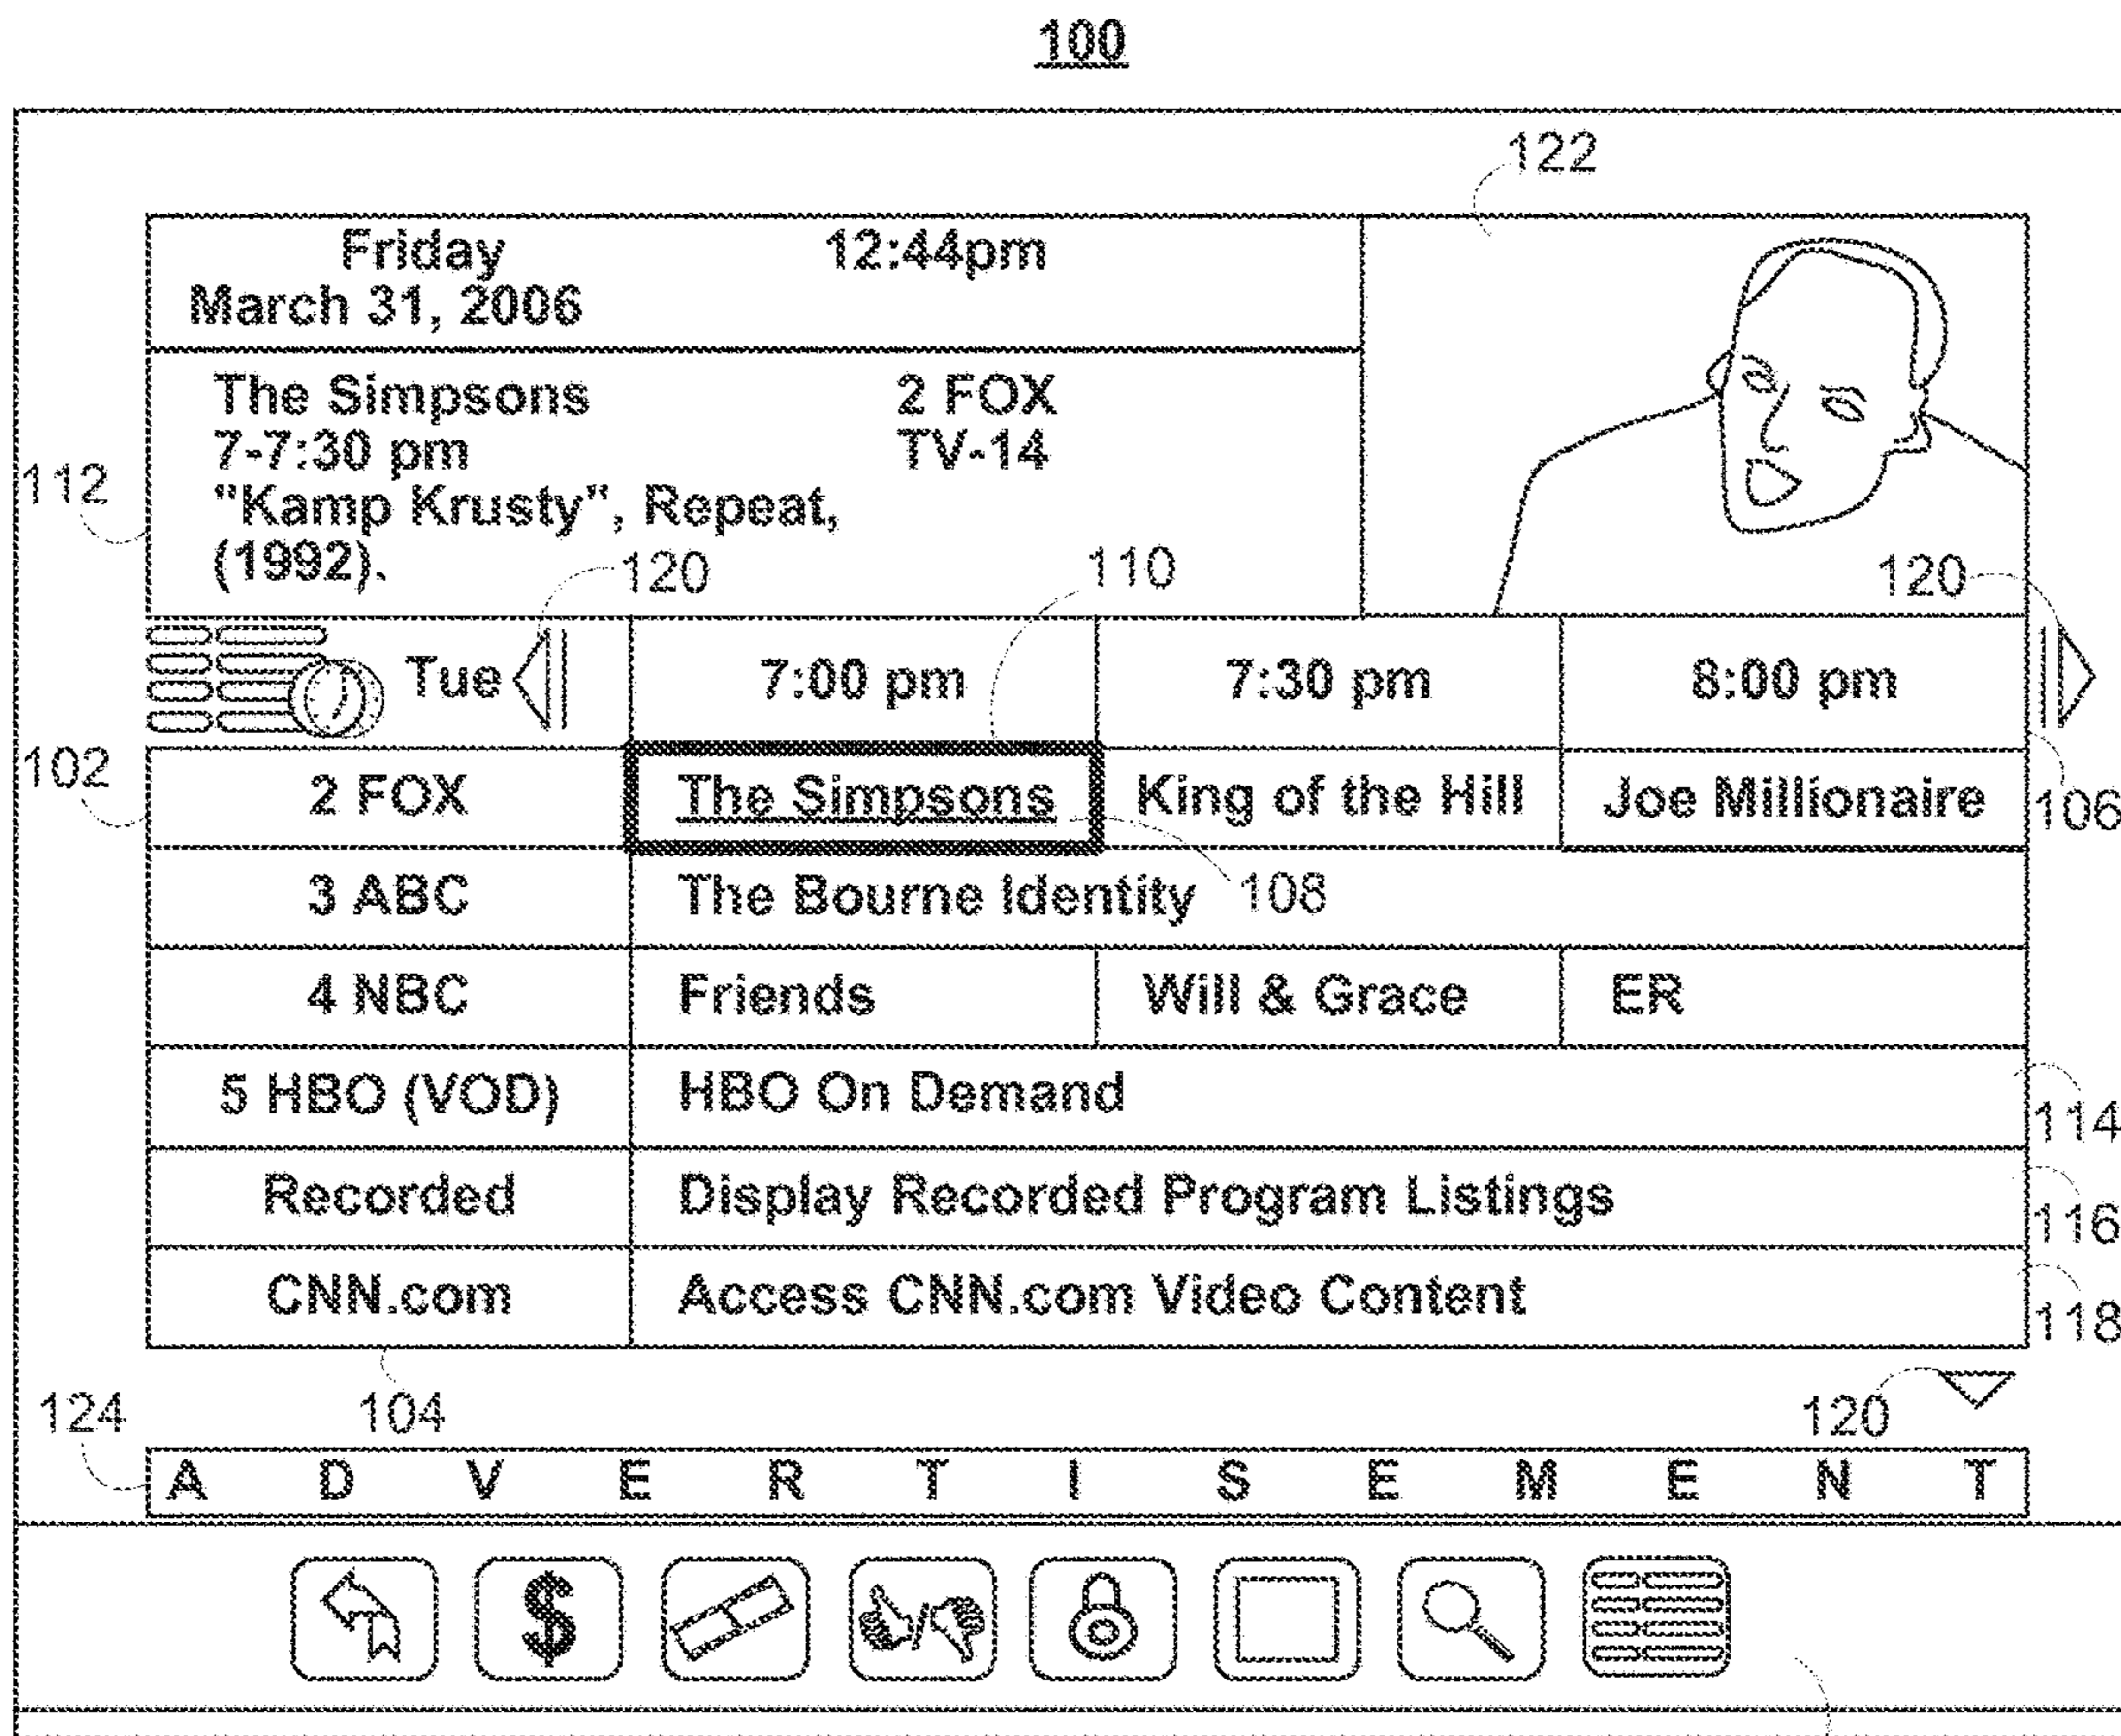 100
122
Friday 12:44pm
March 31, 2006
The Simpsons 2 FOX
7-7:30 pm TV-14
112
"Kamp Krusty", Repeat,
(1992).
120 110 120
Tue 7:00 pm 7:30 pm 8:00 pm
102
2 FOX The Simpsons King of the Hill Joe Millionaire 106
3 ABC The Bourne Identity 108
4 NBC Friends Will & Grace ER
5 HBO (VOD) HBO On Demand
114
Recorded Display Recorded Program Listings
116
CNN.com Access CNN.com Video Content
118
124 104 120
A D V E R T I S E M E N T
$